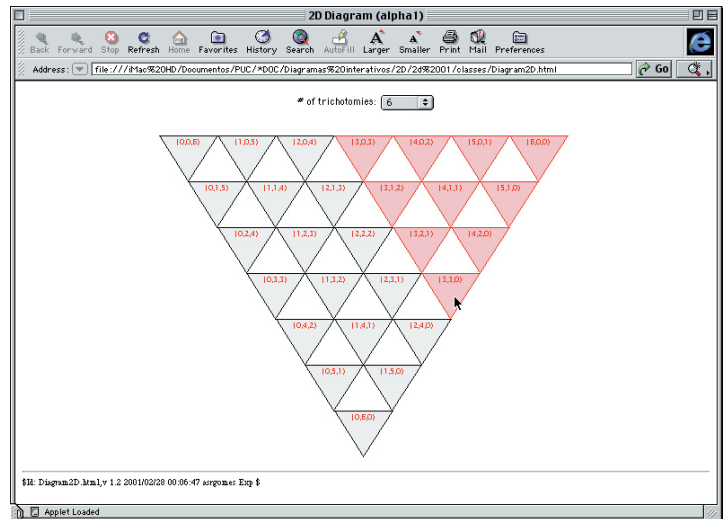 2D Diagram (alpha1)
Back Forward Stop Refresh Home Favorites History Search AutoFill Larger Smaller Print Mail Preferences
Address: file:///iMac%20HD/Documentos/PUC/*DOC/Diagramas%20interativos/2D/2d%2001/classes/Diagram2D.html Go
# of trichotomies: 6
(0,0,6) (1,0,5) (2,0,4) (3,0,3) (4,0,2) (5,0,1) (6,0,0)
(0,1,5) (1,1,4) (2,1,3) (3,1,2) (4,1,1) (5,1,0)
(0,2,4) (1,2,3) (2,2,2) (3,2,1) (4,2,0)
(0,3,3) (1,3,2) (2,3,1) (3,3,0)
(0,4,2) (1,4,1) (2,4,0)
(0,5,1) (1,5,0)
(0,6,0)
$Id: Diagram2D.html,v 1.2 2001/02/28 00:06:47 asrgomes Exp $
Applet Loaded